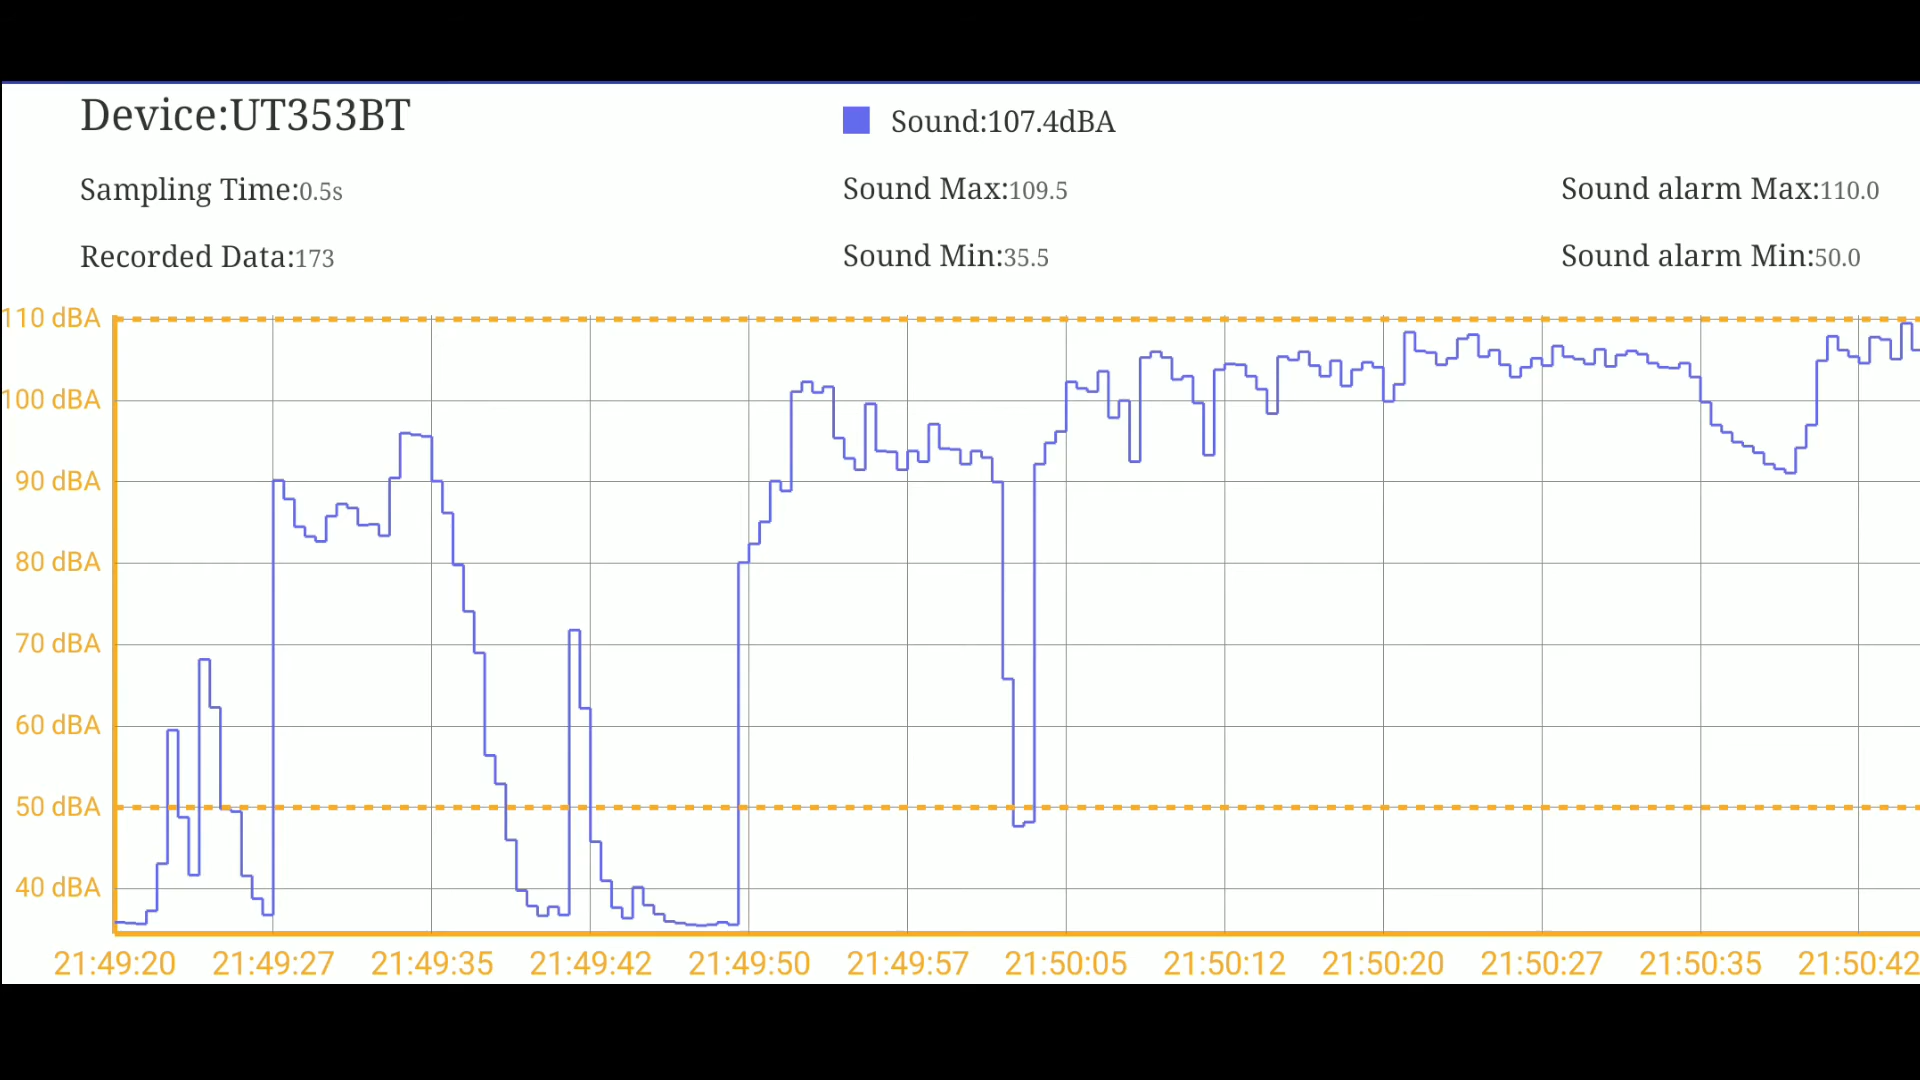 Device:UT353BT
Sound:107.4dBA
Sampling Time:0.5s
Sound Max:109.5
Sound alarm Max:110.0
Recorded Data:173
Sound Min:35.5
Sound alarm Min:50.0
110 dBA
100 dBA
90 dBA
80 dBA
70 dBA
60 dBA
50 dBA
40 dBA
21:49:20 21:49:27 21:49:35 21:49:42 21:49:50 21:49:57 21:50:05 21:50:12 21:50:20 21:50:27 21:50:35 21:50:42